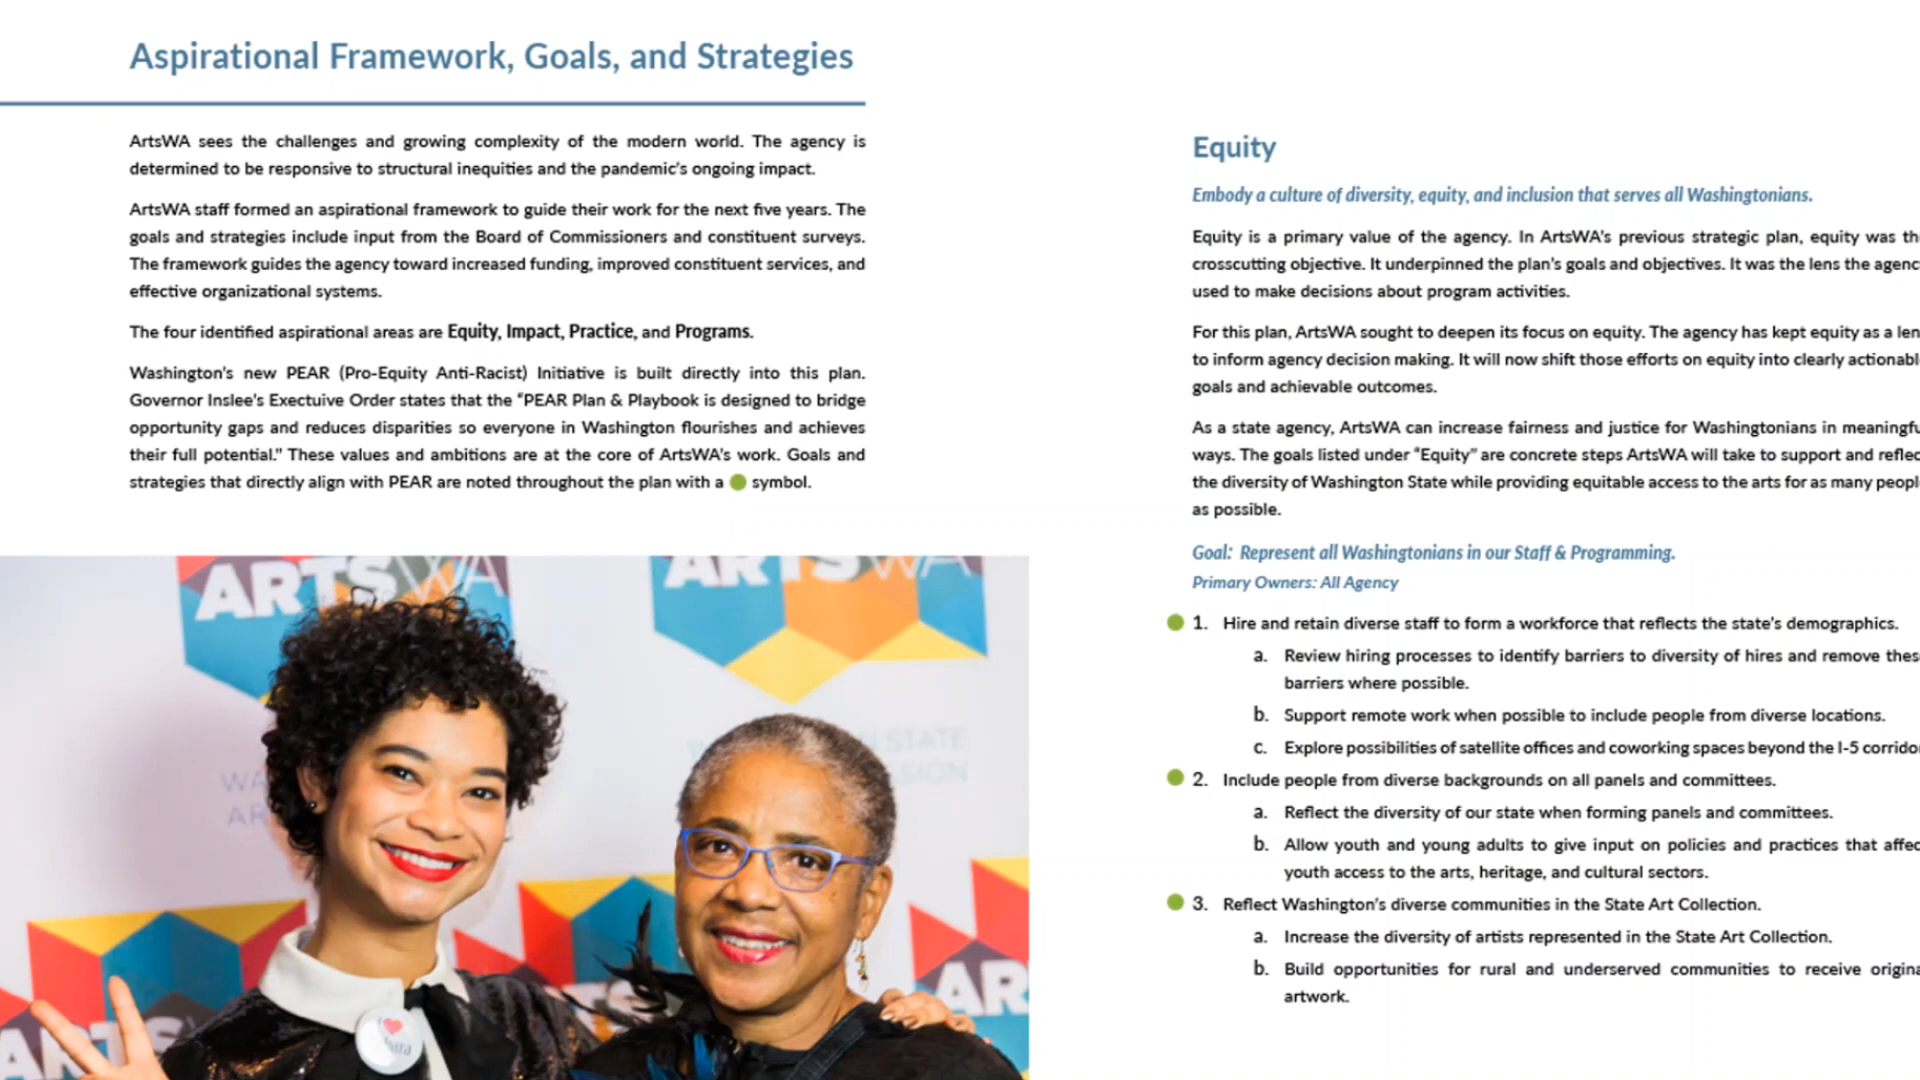 Aspirational Framework, Goals, and Strategies
ArtsWA sees the challenges and growing complexity of the modern world. The agency is
determined to be responsive to structural inequities and the pandemic's ongoing impact.
ArtsWA staff formed an aspirational framework to guide their work for the next five years. The
goals and strategies include input from the Board of Commissioners and constituent surveys.
The framework guides the agency toward increased funding, improved constituent services, and
effective organizational systems.
The four identified aspirational areas are Equity, Impact, Practice, and Programs.
Washington's new PEAR (Pro-Equity Anti-Racist) Initiative is built directly into this plan.
Governor Inslee's Exectuive Order states that the "PEAR Plan & Playbook is designed to bridge
opportunity gaps and reduces disparities so everyone in Washington flourishes and achieves
their full potential." These values and ambitions are at the core of ArtsWA's work. Goals and
strategies that directly align with PEAR are noted throughout the plan with a symbol.
ARTSWA
ARTSWA
STATE
WA
AR
ARTS
AR
I
Equity
Embody a culture of diversity, equity, and inclusion that serves all Washingtonians.
Equity is a primary value of the agency. In ArtsWA's previous strategic plan, equity was th
crosscutting objective. It underpinned the plan's goals and objectives. It was the lens the agenc
used to make decisions about program activities.
For this plan, ArtsWA sought to deepen its focus on equity. The agency has kept equity as a len
to inform agency decision making. It will now shift those efforts on equity into clearly actionabl
goals and achievable outcomes.
As a state agency, ArtsWA can increase fairness and justice for Washingtonians in meaningfu
ways. The goals listed under "Equity" are concrete steps ArtsWA will take to support and reflec
the diversity of Washington State while providing equitable access to the arts for as many peopl
as possible.
Goal: Represent all Washingtonians in our Staff & Programming.
Primary Owners: All Agency
1. Hire and retain diverse staff to form a workforce that reflects the state's demographics.
a. Review hiring processes to identify barriers to diversity of hires and remove thes
barriers where possible.
b. Support remote work when possible to include people from diverse locations.
c. Explore possibilities of satellite offices and coworking spaces beyond the I-5 corrido
2. Include people from diverse backgrounds on all panels and committees.
a. Reflect the diversity of our state when forming panels and committees.
b. Allow youth and young adults to give input on policies and practices that affec
youth access to the arts, heritage, and cultural sectors.
3. Reflect Washington's diverse communities in the State Art Collection.
a. Increase the diversity of artists represented in the State Art Collection.
b. Build opportunities for rural and underserved communities to receive origina
artwork.